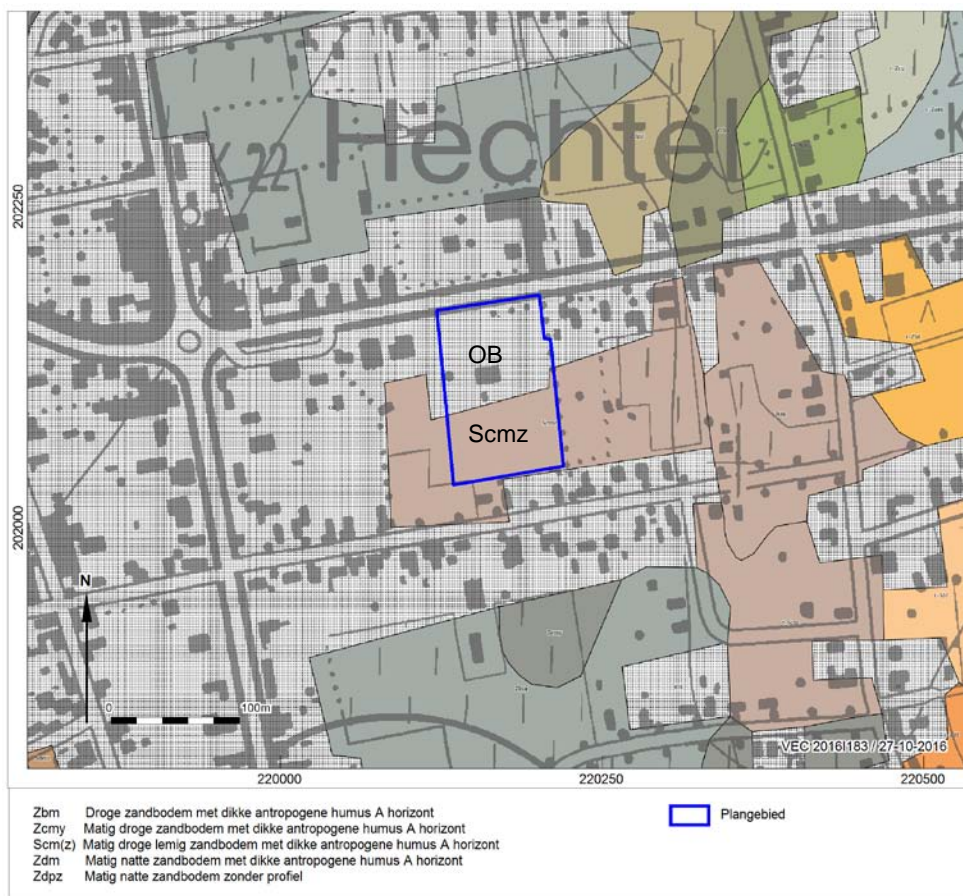 K 22 Hechtel
202250
OB
Scmz
202000
N
0 100m
VEC 2016I183 / 27-10-2016
220000 220250 220500
Zbm Droge zandbodem met dikke antropogene humus A horizont
Zcmy Matig droge zandbodem met dikke antropogene humus A horizont
Scm(z) Matig droge lemig zandbodem met dikke antropogene humus A horizont
Zdm Matig natte zandbodem met dikke antropogene humus A horizont
Zdpz Matig natte zandbodem zonder profiel
Plangebied